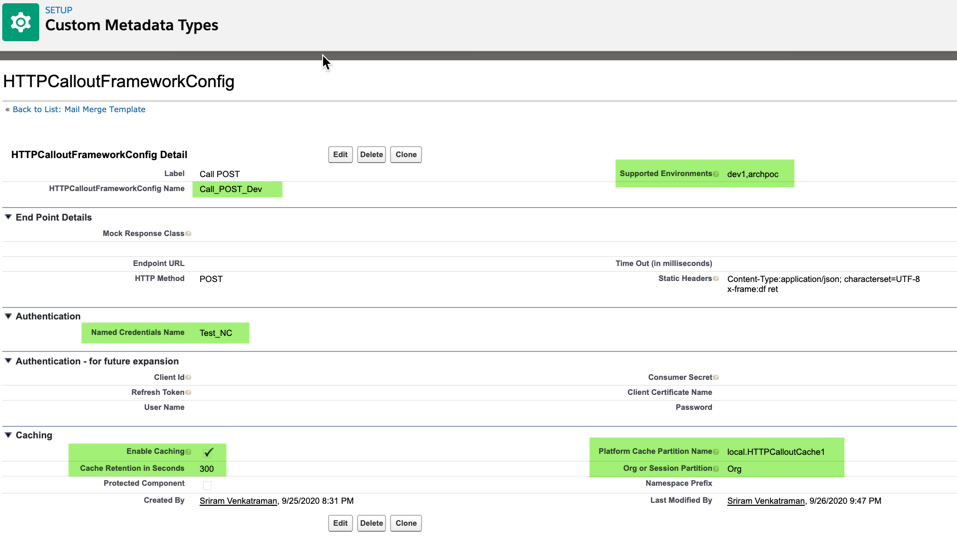 SETUP
Custom Metadata Types
HTTPCalloutFrameworkConfig
« Back to List: Mail Merge Template
HTTPCalloutFrameworkConfig Detail Edit Delete Clone
Label Call POST Supported Environments dev1,archpoc
HTTPCalloutFrameworkConfig Name Call_POST_Dev
End Point Details
Mock Response Class
Endpoint URL Time Out (in milliseconds)
HTTP Method POST Static Headers Content-Type:application/json; characterset=UTF-8
x-frame:df ret
Authentication
Named Credentials Name Test_NC
Authentication - for future expansion
Client Id Consumer Secret
Refresh Token Client Certificate Name
User Name Password
Caching
Enable Caching ✓ Platform Cache Partition Name local.HTTPCalloutCache1
Cache Retention in Seconds 300 Org or Session Partition Org
Protected Component Namespace Prefix
Created By Sriram Venkatraman, 9/25/2020 8:31 PM Last Modified By Sriram Venkatraman, 9/26/2020 9:47 PM
Edit Delete Clone